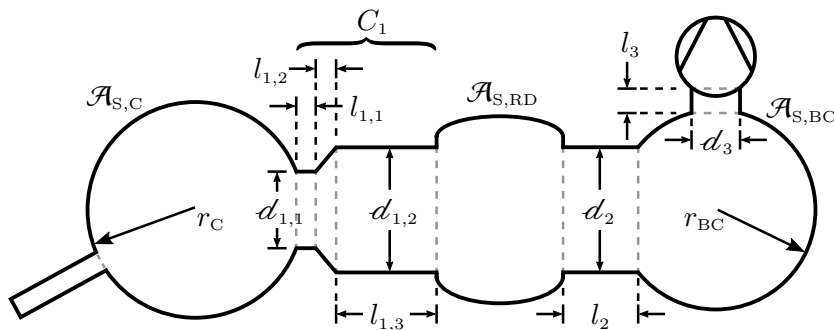 C₁
l₃
l₁,₂
𝒜S,C
l₁,₁
𝒜S,RD
𝒜S,BC
d₃
rC
d₁,₁
d₁,₂
d₂
rBC
l₁,₃
l₂